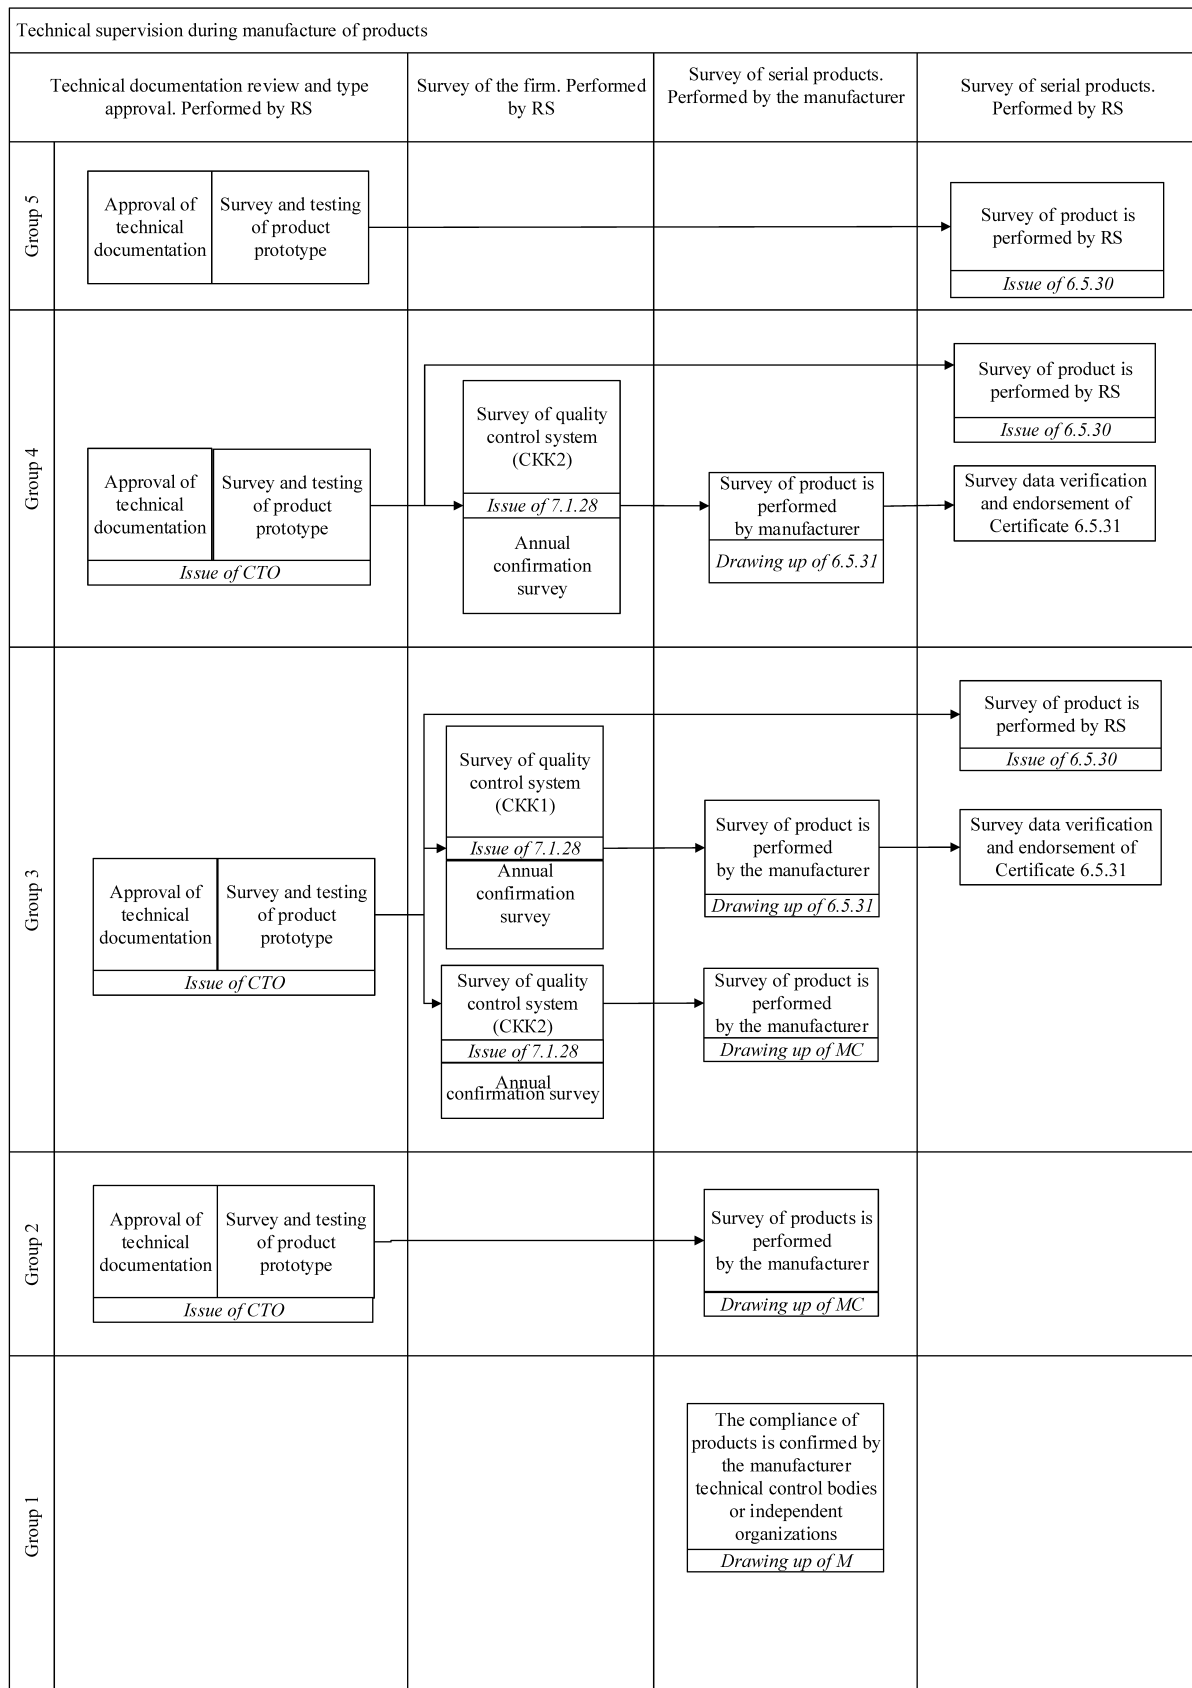 Technical supervision during manufacture of products
Technical documentation review and type
approval. Performed by RS
Survey of the firm. Performed
by RS
Survey of serial products.
Performed by the manufacturer
Survey of serial products.
Performed by RS
Group 5
Approval of
technical
documentation
Survey and testing
of product
prototype
Survey of product is
performed by RS
Issue of 6.5.30
Group 4
Approval of
technical
documentation
Survey and testing
of product
prototype
Issue of CTO
Survey of quality
control system
(CKK2)
Issue of 7.1.28
Annual
confirmation
survey
Survey of product is
performed
by manufacturer
Drawing up of 6.5.31
Survey of product is
performed by RS
Issue of 6.5.30
Survey data verification
and endorsement of
Certificate 6.5.31
Group 3
Approval of
technical
documentation
Survey and testing
of product
prototype
Issue of CTO
Survey of quality
control system
(CKK1)
Issue of 7.1.28
Annual
confirmation
survey
Survey of quality
control system
(CKK2)
Issue of 7.1.28
Annual
confirmation survey
Survey of product is
performed
by the manufacturer
Drawing up of 6.5.31
Survey of product is
performed
by the manufacturer
Drawing up of MC
Survey of product is
performed by RS
Issue of 6.5.30
Survey data verification
and endorsement of
Certificate 6.5.31
Group 2
Approval of
technical
documentation
Survey and testing
of product
prototype
Issue of CTO
Survey of products is
performed
by the manufacturer
Drawing up of MC
Group 1
The compliance of
products is confirmed by
the manufacturer
technical control bodies
or independent
organizations
Drawing up of M